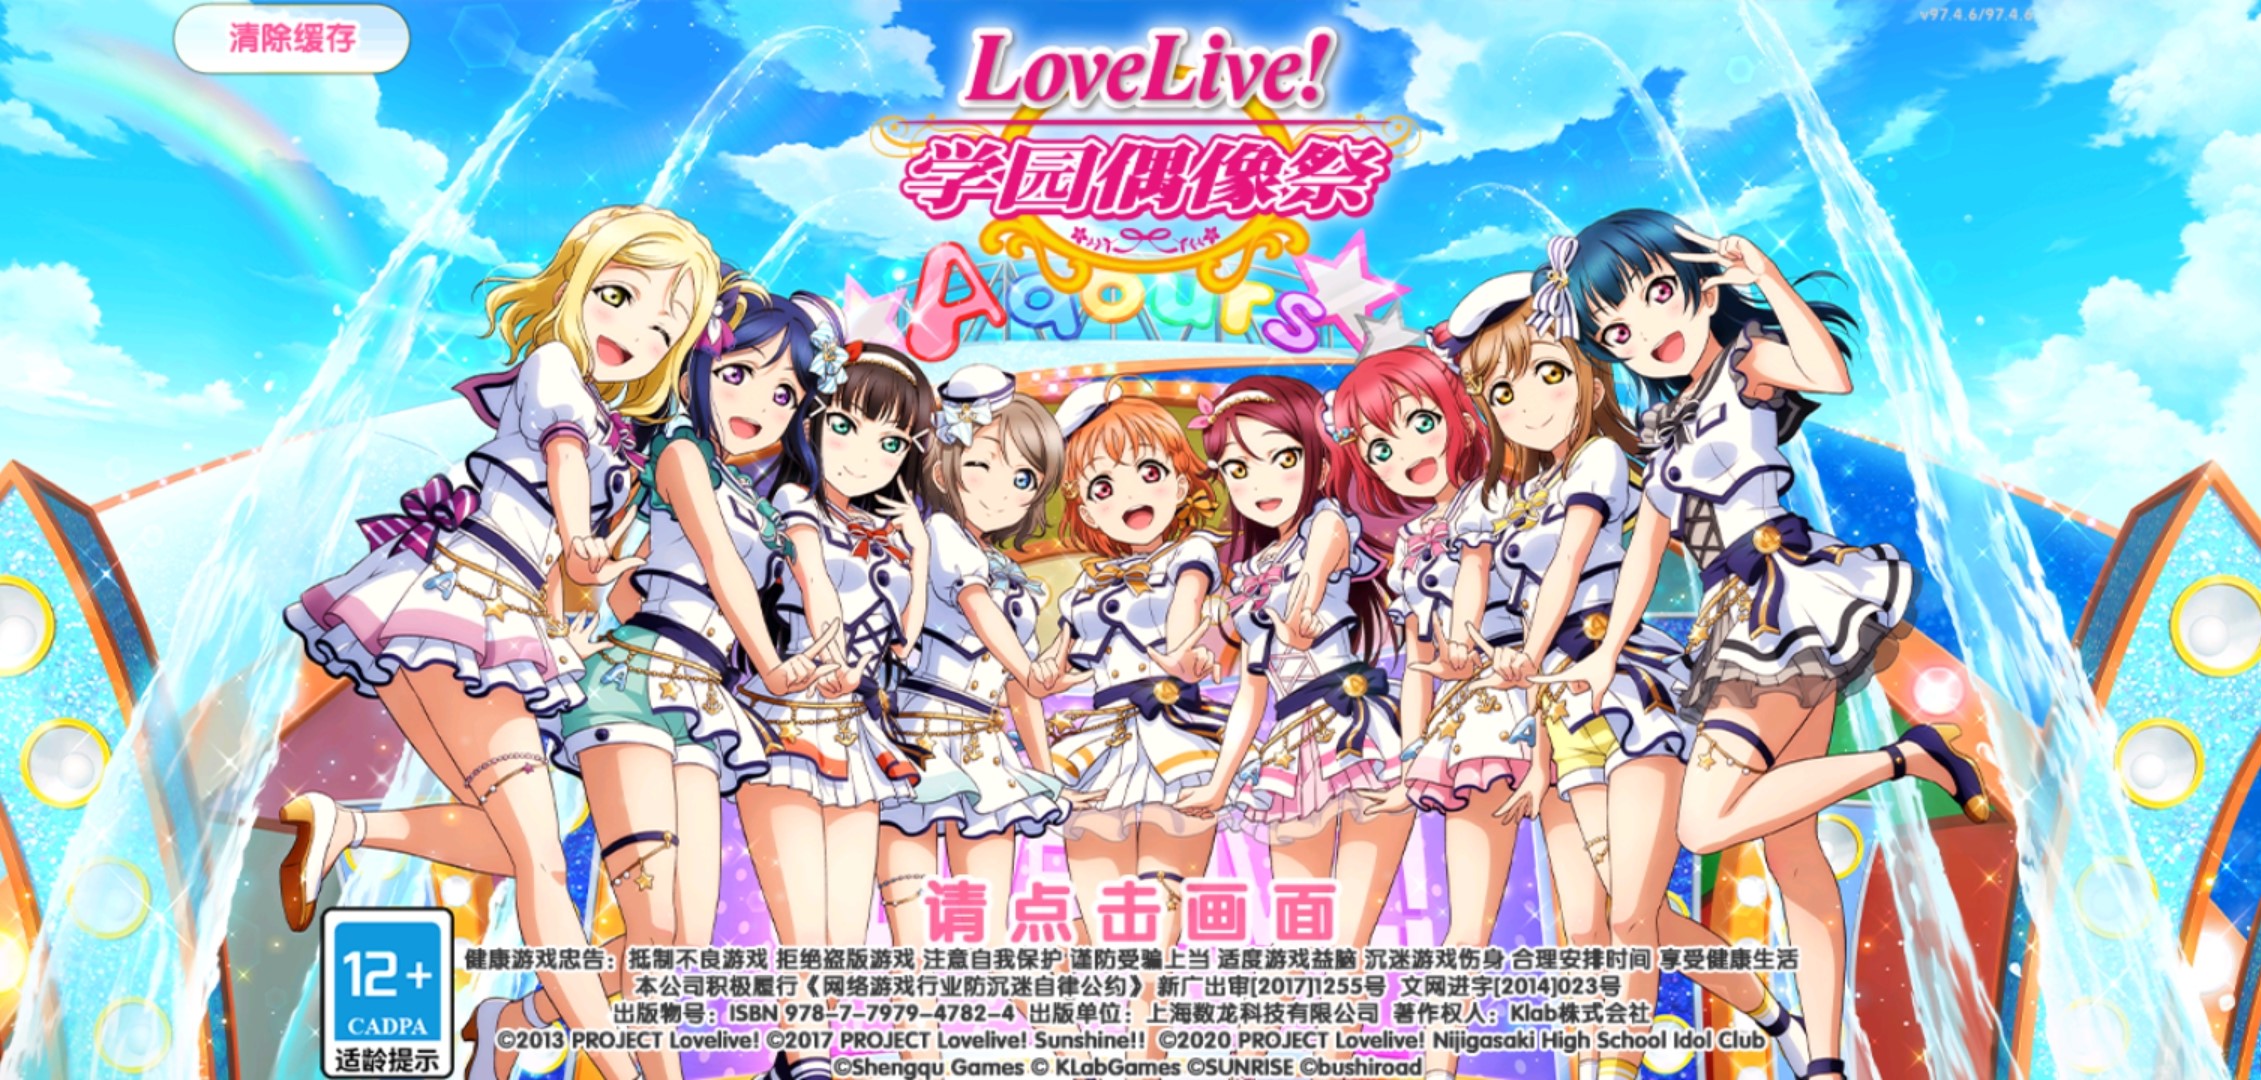 清除缓存
v97.4.6/97.4.6
LoveLive!
学园偶像祭
Aqours
请点击画面
12+
CADPA
适龄提示
健康游戏忠告：抵制不良游戏 拒绝盗版游戏 注意自我保护 谨防受骗上当 适度游戏益脑 沉迷游戏伤身 合理安排时间 享受健康生活
本公司积极履行《网络游戏行业防沉迷自律公约》 新广出审[2017]1255号 文网进字[2014]023号
出版物号：ISBN 978-7-7979-4782-4 出版单位：上海数龙科技有限公司 著作权人：Klab株式会社
©2013 PROJECT Lovelive! ©2017 PROJECT Lovelive! Sunshine!! ©2020 PROJECT Lovelive! Nijigasaki High School Idol Club
©Shengqu Games © KLabGames ©SUNRISE ©bushiroad